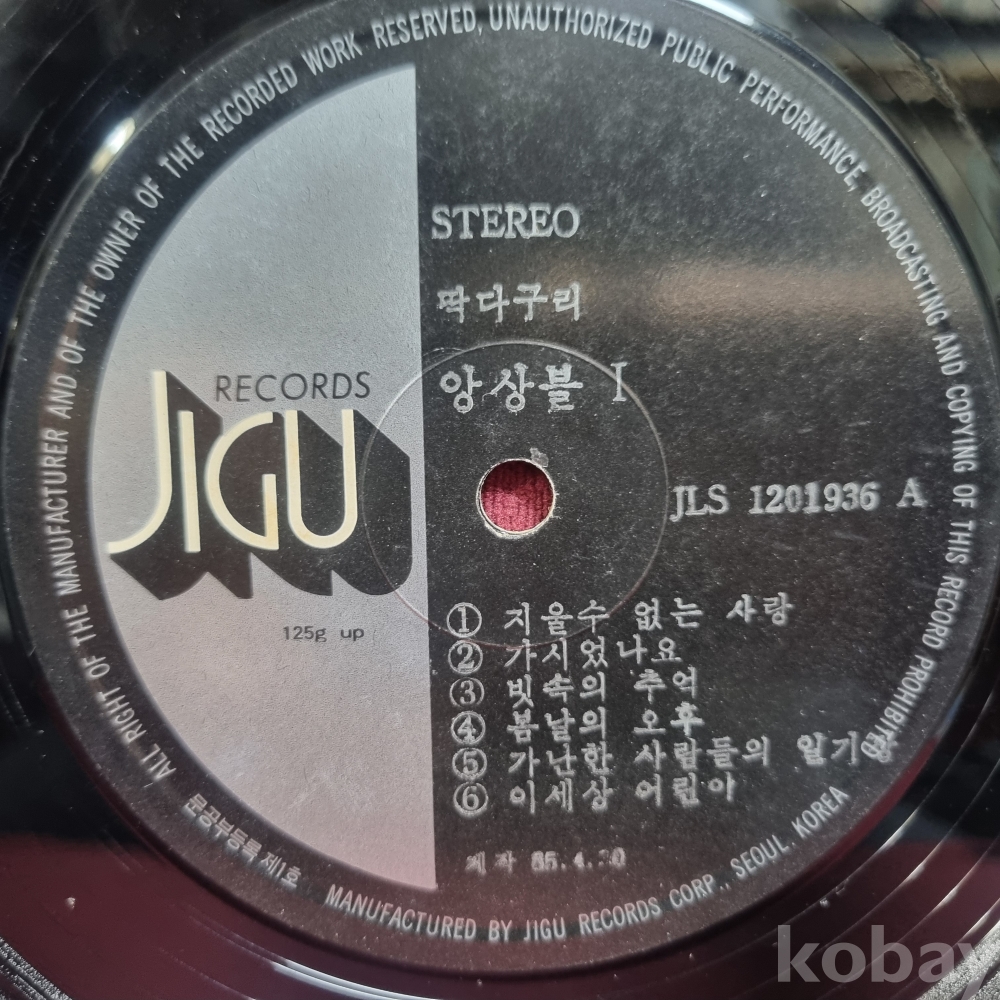 ALL RIGHT OF THE MANUFACTURER AND OF THE OWNER OF THE RECORDED WORK RESERVED, UNAUTHORIZED PUBLIC PERFORMANCE, BROADCASTING AND COPYING OF THIS RECORD PROHIBITED
STEREO
딱다구리
앙상블 I
RECORDS
JIGU
JLS 1201936 A
125g up
① 지울수 없는 사랑
② 가시었나요
③ 빗속의 추억
④ 봄날의 오후
⑤ 가난한 사람들의 일기장
⑥ 이세상 어린아
제작
문공부등록 제1호
MANUFACTURED BY JIGU RECORDS CORP., SEOUL. KOREA
kobay